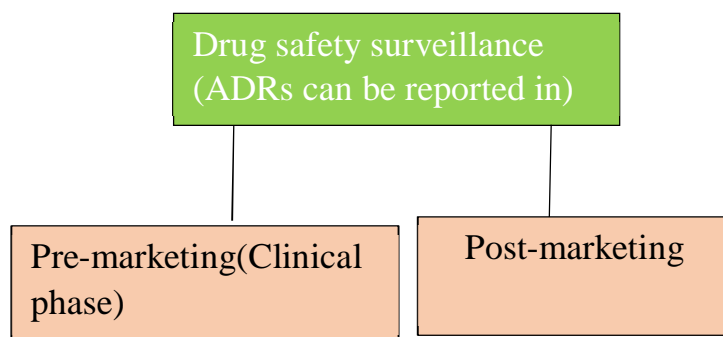 Drug safety surveillance
(ADRs can be reported in)
Pre-marketing(Clinical
phase)
Post-marketing